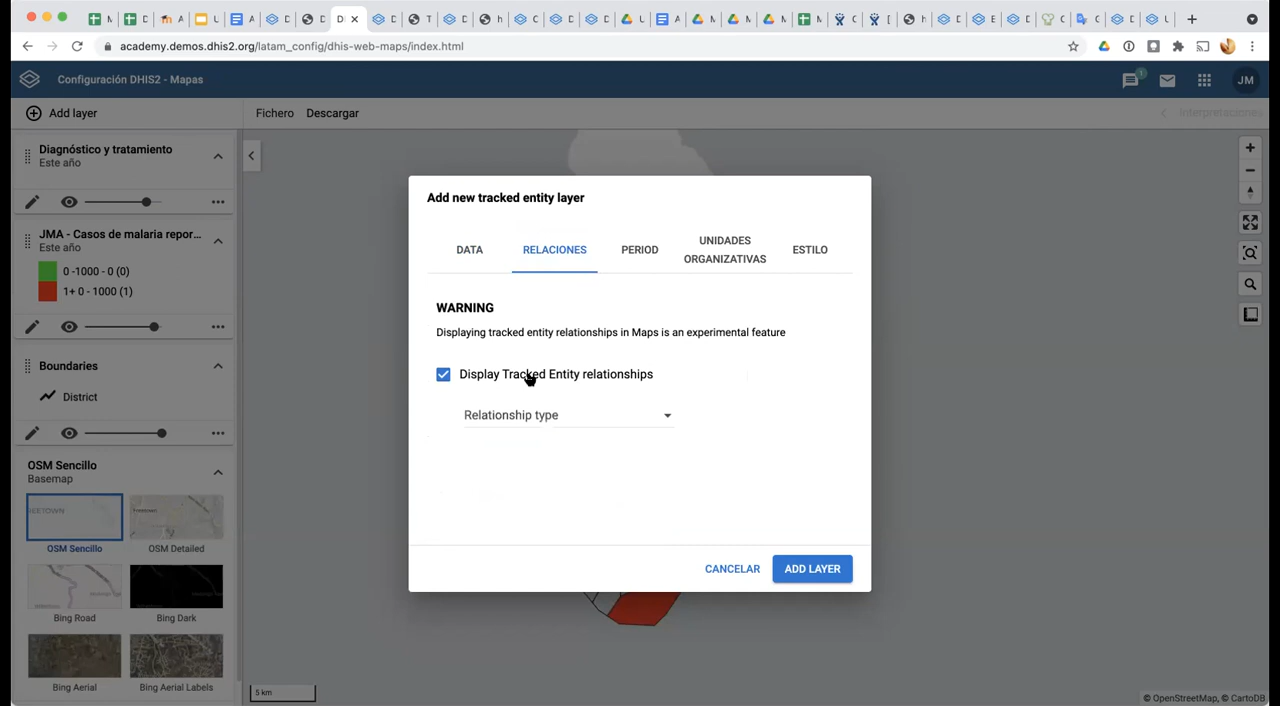 academy.demos.dhis2.org/latam_config/dhis-web-maps/index.html
Configuración DHIS2 - Mapas
1
JM
Add layer
Fichero
Descargar
Interpretaciones
Diagnóstico y tratamiento
Este año
JMA - Casos de malaria repor...
Este año
0 -1000 - 0 (0)
1+ 0 - 1000 (1)
Boundaries
District
OSM Sencillo
Basemap
OSM Sencillo
OSM Detailed
Bing Road
Bing Dark
Bing Aerial
Bing Aerial Labels
Add new tracked entity layer
DATA
RELACIONES
PERIOD
UNIDADES
ORGANIZATIVAS
ESTILO
WARNING
Displaying tracked entity relationships in Maps is an experimental feature
Display Tracked Entity relationships
Relationship type
CANCELAR
ADD LAYER
5 km
© OpenStreetMap, © CartoDB